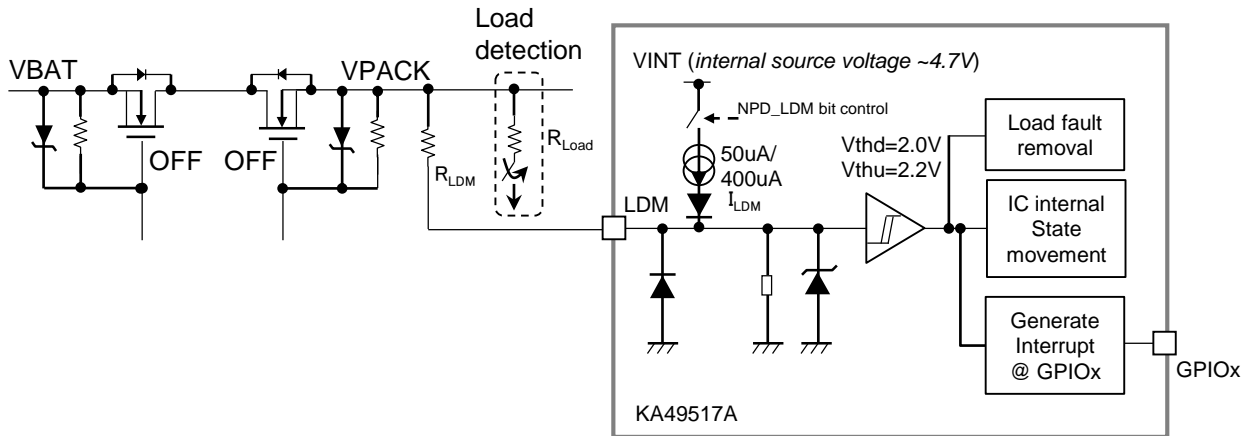 Load
detection
VBAT
VPACK
OFF
OFF
R_LDM
R_Load
VINT (internal source voltage ~4.7V)
NPD_LDM bit control
50uA/
400uA
I_LDM
LDM
Vthd=2.0V
Vthu=2.2V
Load fault
removal
IC internal
State
movement
Generate
Interrupt
@ GPIOx
GPIOx
KA49517A